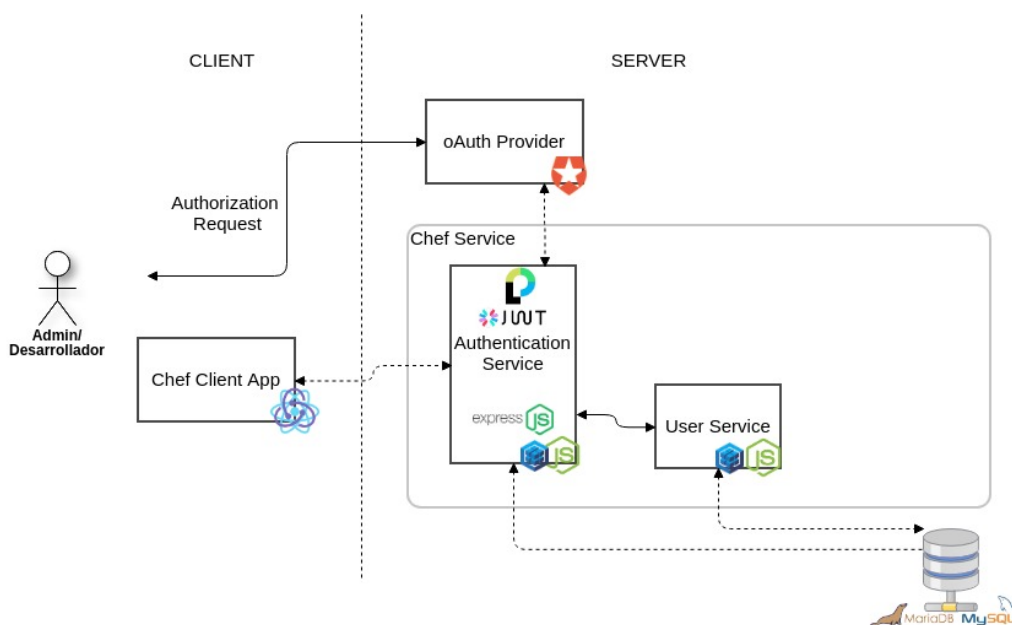 CLIENT
SERVER
oAuth Provider
Authorization
Request
Chef Service
JWT
Authentication
Service
Admin/
Desarrollador
Chef Client App
express
JS
User Service
JS
JS
MariaDB
MySQL